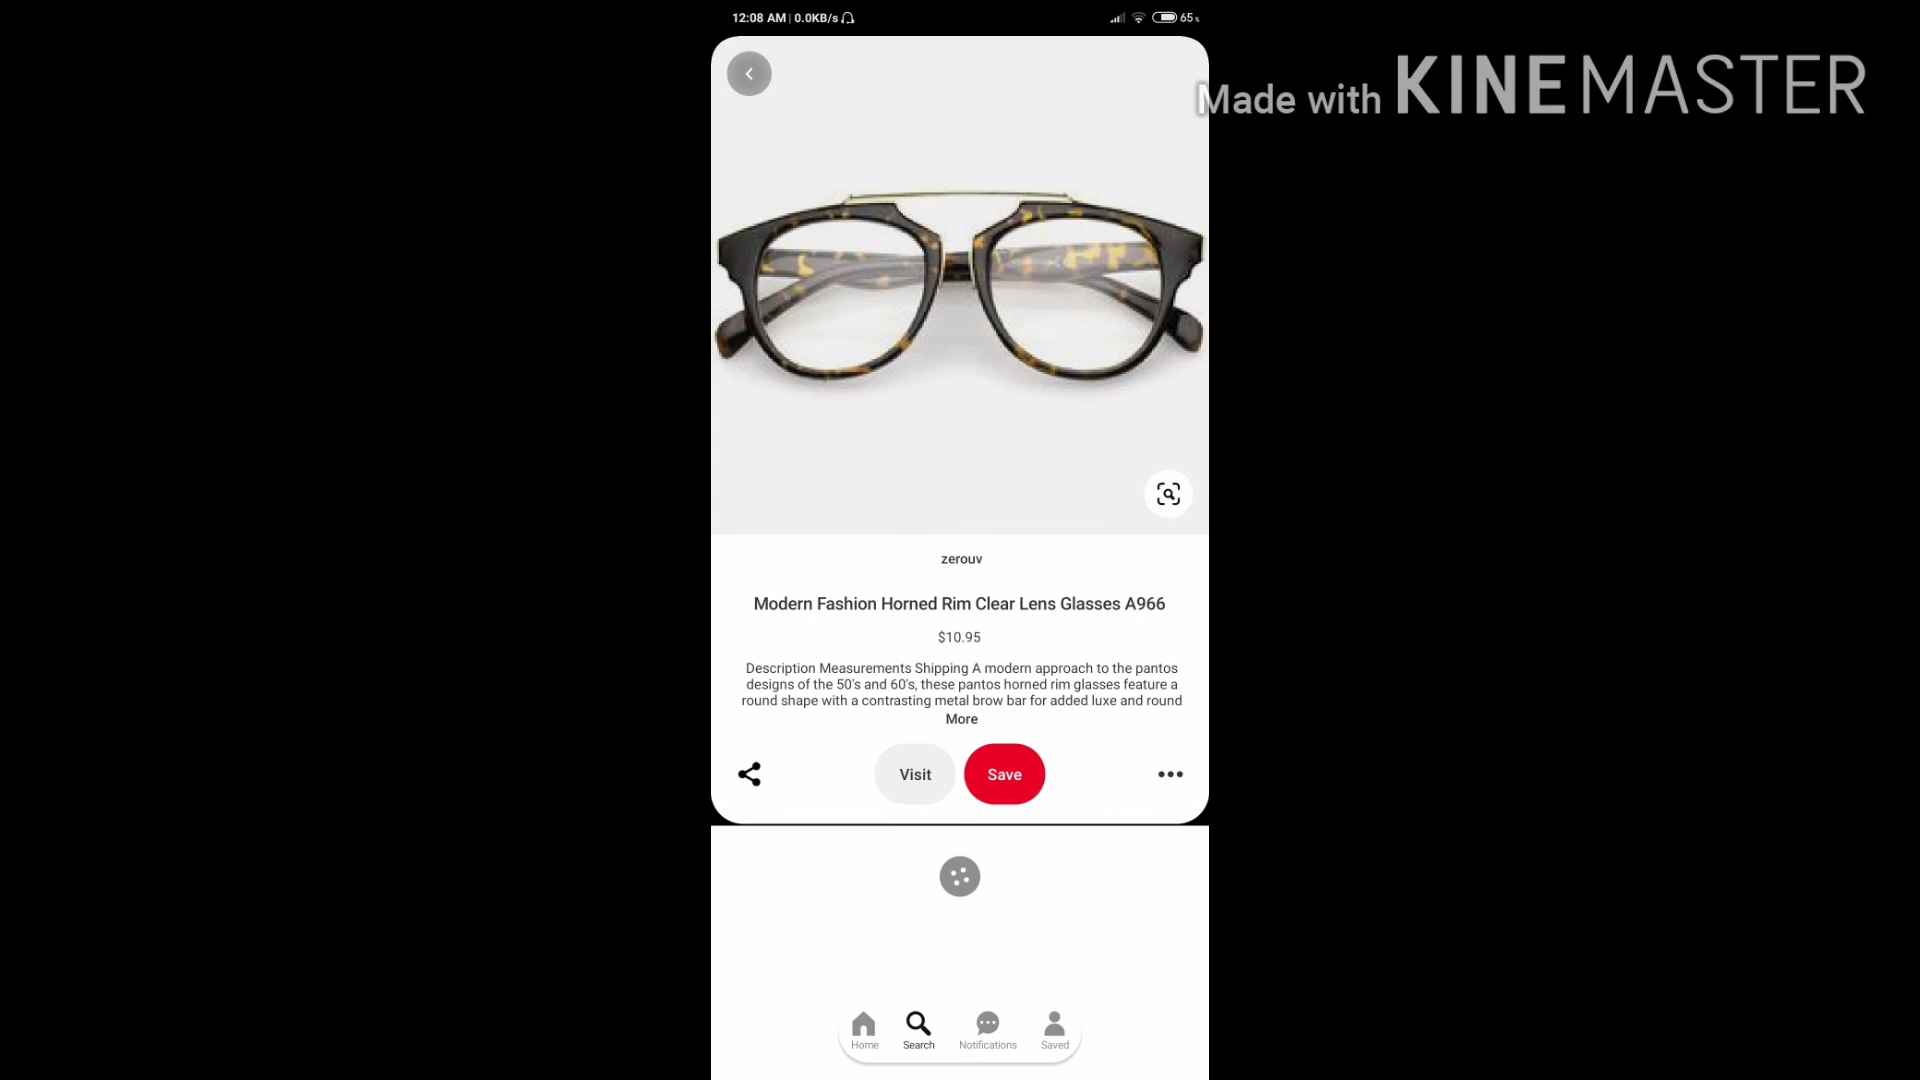 12:08 AM | 0.0KB/s
65%
Made with KINEMASTER
zerouv
Modern Fashion Horned Rim Clear Lens Glasses A966
$10.95
Description Measurements Shipping A modern approach to the pantos
designs of the 50's and 60's, these pantos horned rim glasses feature a
round shape with a contrasting metal brow bar for added luxe and round
More
Visit
Save
Home
Search
Notifications
Saved